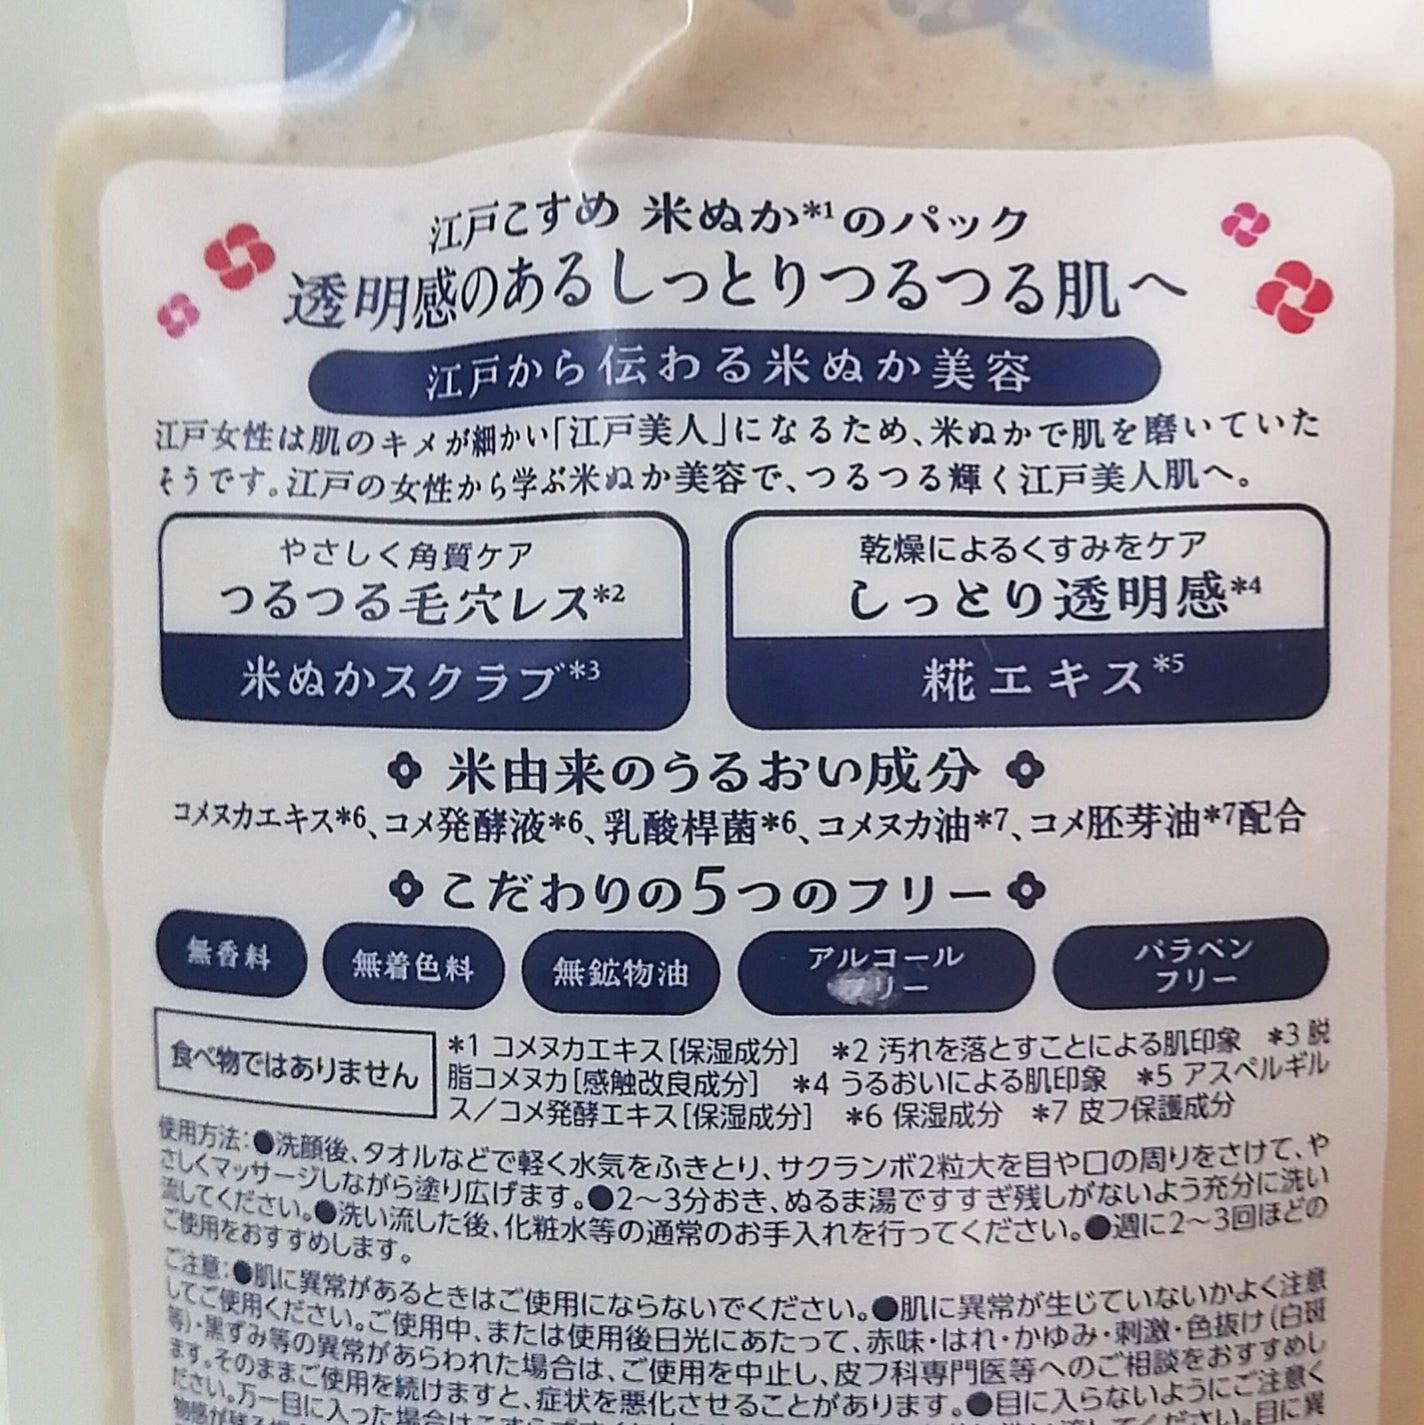 江戸こすめ 米ぬか*1のパック
透明感のあるしっとりつるつる肌へ
江戸から伝わる米ぬか美容
江戸女性は肌のキメが細かい「江戸美人」になるため、米ぬかで肌を磨いていた
そうです。江戸の女性から学ぶ米ぬか美容で、つるつる輝く江戸美人肌へ。
やさしく角質ケア
つるつる毛穴レス*2
米ぬかスクラブ*3
乾燥によるくすみをケア
しっとり透明感*4
糀エキス*5
米由来のうるおい成分
コメヌカエキス*6、コメ発酵液*6、乳酸桿菌*6、コメヌカ油*7、コメ胚芽油*7配合
こだわりの5つのフリー
無香料
無着色料
無鉱物油
アルコール
フリー
パラベン
フリー
食べ物ではありません
*1 コメヌカエキス[保湿成分] *2 汚れを落とすことによる肌印象 *3 脱
脂コメヌカ[感触改良成分] *4 うるおいによる肌印象 *5 アスペルギル
ス/コメ発酵エキス[保湿成分] *6 保湿成分 *7 皮フ保護成分
使用方法:●洗顔後、タオルなどで軽く水気をふきとり、サクランボ2粒大を目や口の周りをさけて、や
さしくマッサージしながら塗り広げます。●2〜3分おき、ぬるま湯ですすぎ残しがないよう充分に洗い
流してください。●洗い流した後、化粧水等の通常のお手入れを行ってください。●週に2〜3回ほどの
ご使用をおすすめします。
ご注意:●肌に異常があるときはご使用にならないでください。●肌に異常が生じていないかよく注意
してご使用ください。ご使用中、または使用後日光にあたって、赤味・はれ・かゆみ・刺激・色抜け(白斑
等)・黒ずみ等の異常があらわれた場合は、ご使用を中止し、皮フ科専門医等へのご相談をおすすめし
ます。そのままご使用を続けますと、症状を悪化させることがあります。●目に入らないようにご注意く
ださい。万一目に入った場合は
ください。目に異
物感が残る